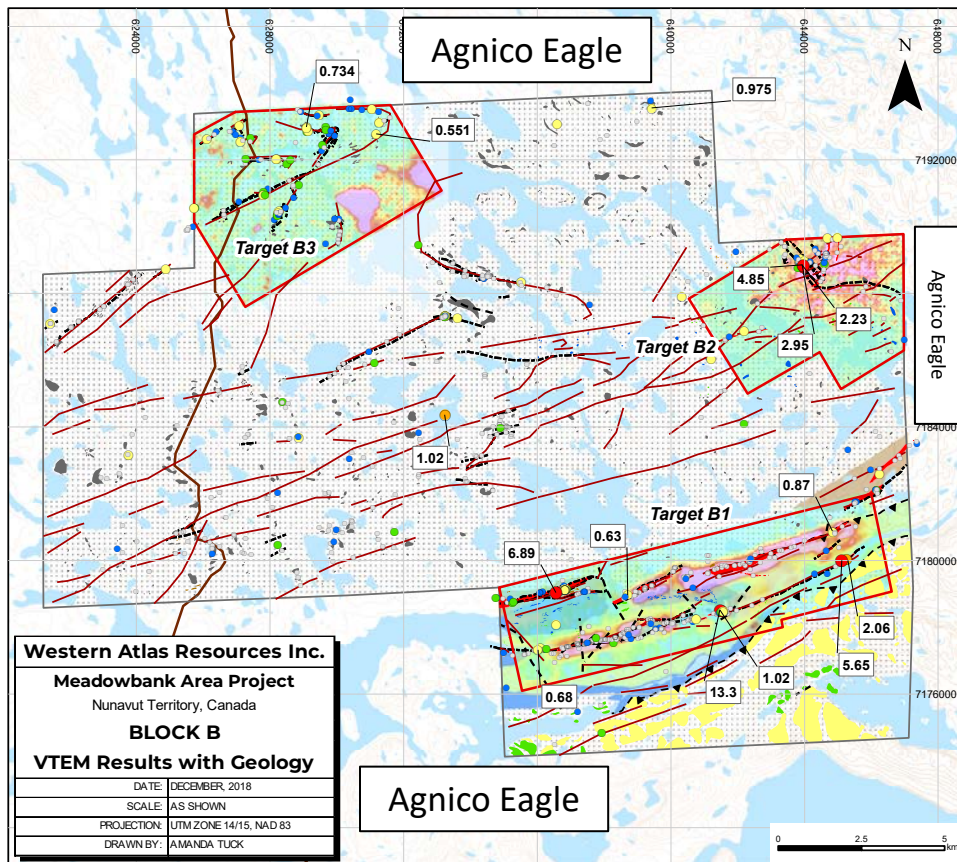 624000
628000
640000
644000
648000
Agnico Eagle
N
0.734
0.975
0.551
7192000
Target B3
4.85
2.23
2.95
Target B2
Agnico Eagle
7184000
1.02
0.87
Target B1
6.89
0.63
7180000
2.06
0.68
13.3
1.02
5.65
7176000
Western Atlas Resources Inc.
Meadowbank Area Project
Nunavut Territory, Canada
BLOCK B
VTEM Results with Geology
DATE: DECEMBER, 2018
SCALE: AS SHOWN
PROJECTION: UTM ZONE 14/15, NAD 83
DRAWN BY: AMANDA TUCK
Agnico Eagle
0 2.5 5
km